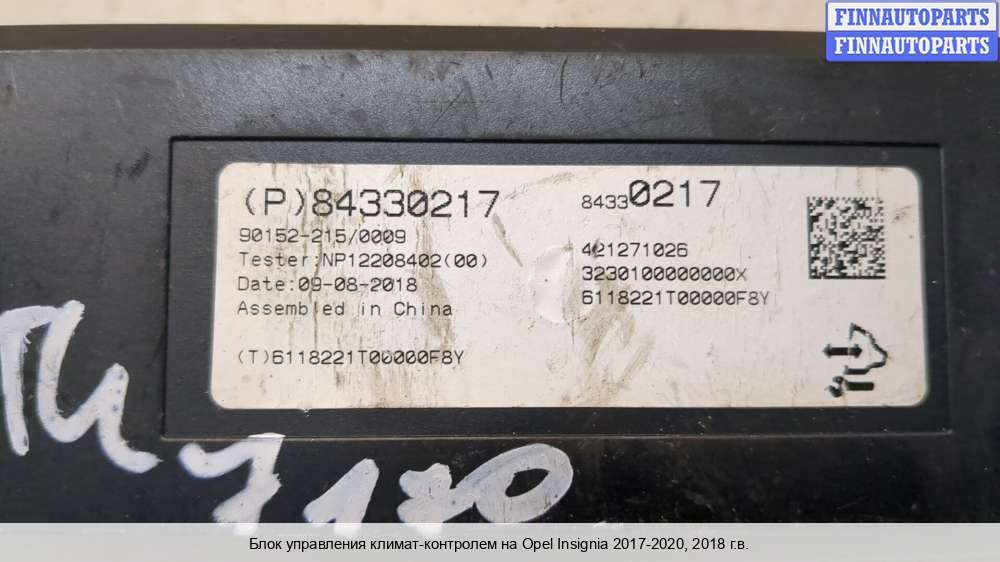 FINNAUTOPARTS
FINNAUTOPARTS
(P)84330217
90152-215/0009
Tester:NP12208402(00)
Date:09-08-2018
Assembled in China
(T)6118221T00000F8Y
84330217
421271026
3230100000000X
6118221T00000F8Y
7170
Блок управления климат-контролем на Opel Insignia 2017-2020, 2018 г.в.